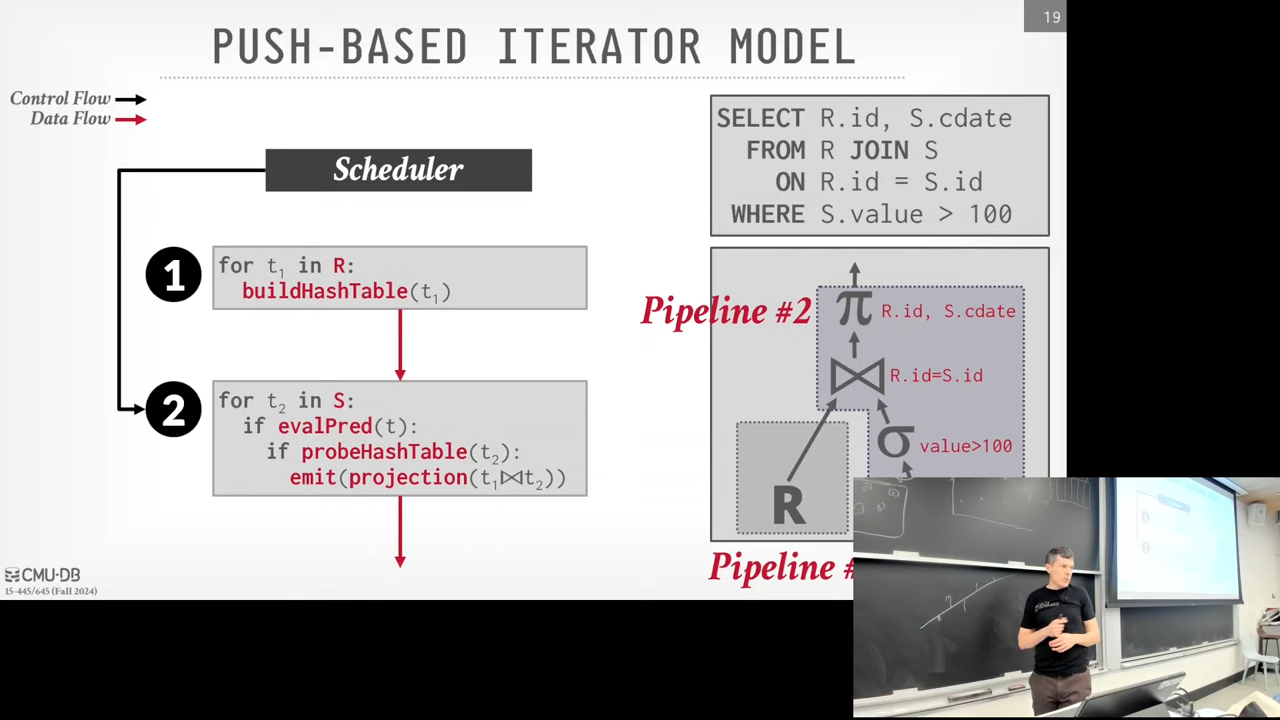 19
PUSH-BASED ITERATOR MODEL
Control Flow
Data Flow
Scheduler
1
for t₁ in R:
buildHashTable(t₁)
2
for t₂ in S:
if evalPred(t):
if probeHashTable(t₂):
emit(projection(t₁⋈t₂))
SELECT R.id, S.cdate
FROM R JOIN S
ON R.id = S.id
WHERE S.value > 100
Pipeline #2
π R.id, S.cdate
⋈ R.id=S.id
σ value>100
R
Pipeline #
CMU·DB
15-445/645 (Fall 2024)